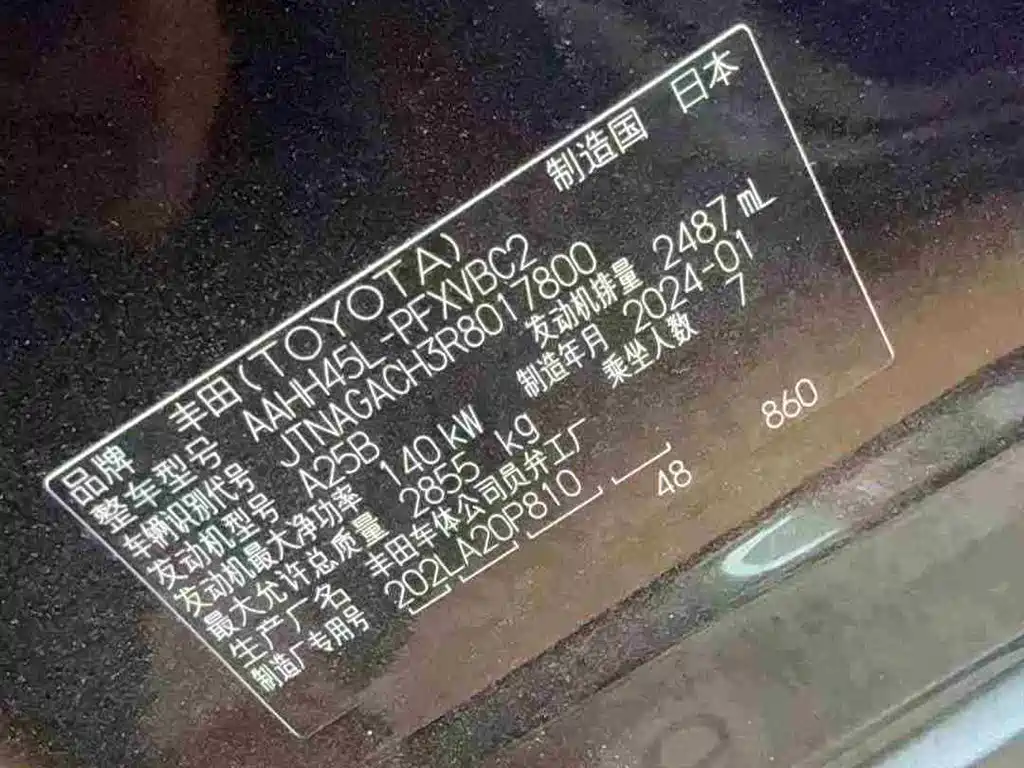 品牌 丰田(TOYOTA) 制造国 日本
整车型号 AAHH45L-PFXVBC2
车辆识别代号 JTNAGACH3R8017800
发动机型号 A25B 发动机排量 2487 mL
发动机最大净功率 140 kW 制造年月 2024-01
最大允许总质量 2855 kg 乘坐人数 7
生产厂名 丰田车体公司员弁工厂
制造厂专用号 202LA20P810 48 860